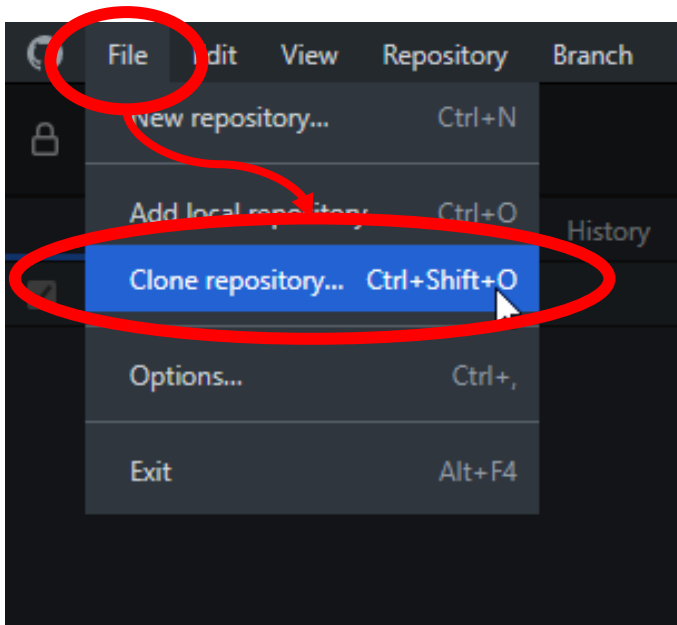 File Edit View Repository Branch
New repository... Ctrl+N
Add local repository Ctrl+O
History
Clone repository... Ctrl+Shift+O
Options... Ctrl+,
Exit Alt+F4